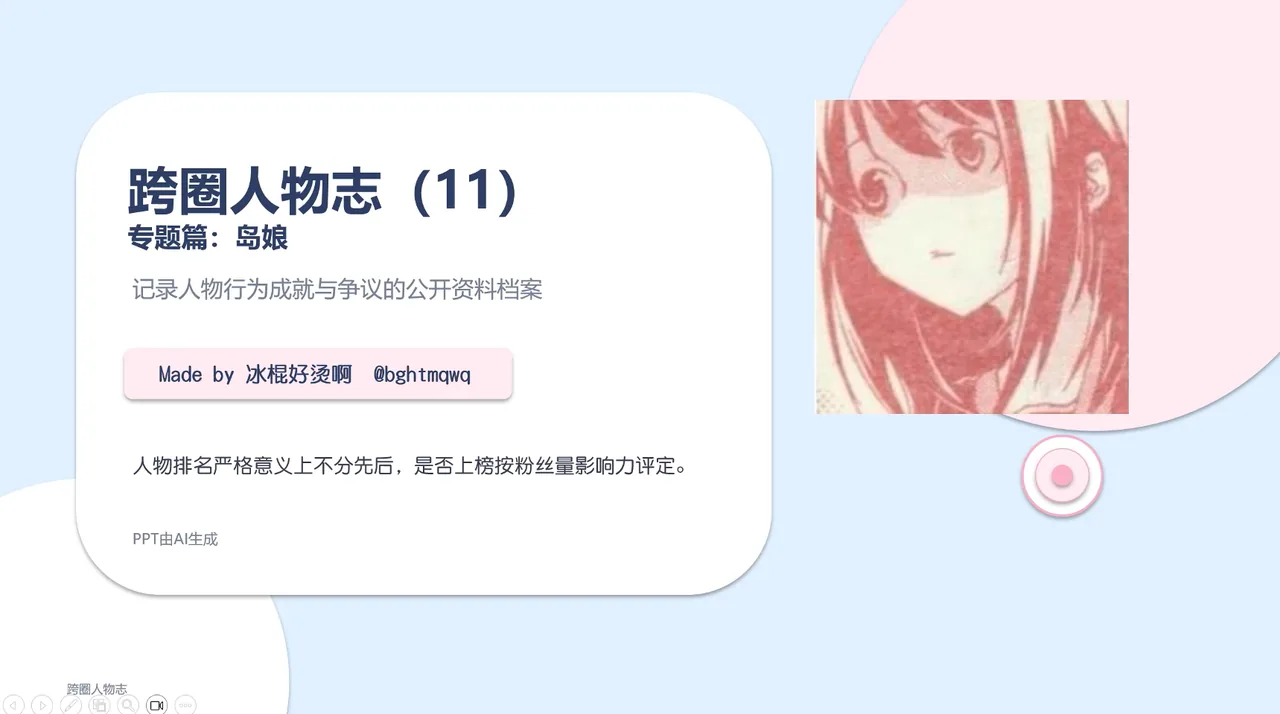 跨圈人物志（11）
专题篇：岛娘
记录人物行为成就与争议的公开资料档案
Made by 冰棍好烫啊 @bghtmqwq
人物排名严格意义上不分先后，是否上榜按粉丝量影响力评定。
PPT由AI生成
跨圈人物志